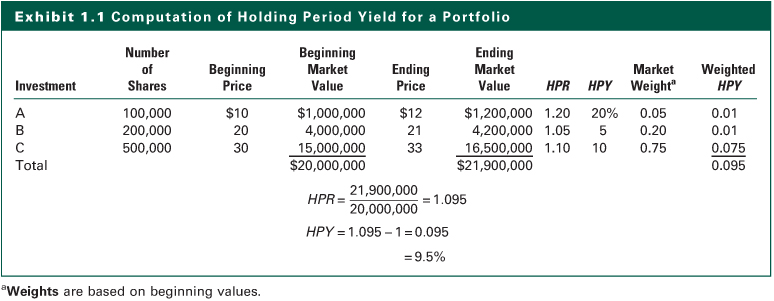 Exhibit 1.1 Computation of Holding Period Yield for a Portfolio
Number Beginning Ending
of Beginning Market Ending Market Market Weighted
Investment Shares Price Value Price Value HPR HPY Weightᵃ HPY
A 100,000 $10 $1,000,000 $12 $1,200,000 1.20 20% 0.05 0.01
B 200,000 20 4,000,000 21 4,200,000 1.05 5 0.20 0.01
C 500,000 30 15,000,000 33 16,500,000 1.10 10 0.75 0.075
Total $20,000,000 $21,900,000 0.095
HPR = 21,900,000 / 20,000,000 = 1.095
HPY = 1.095 – 1 = 0.095
= 9.5%
ᵃWeights are based on beginning values.